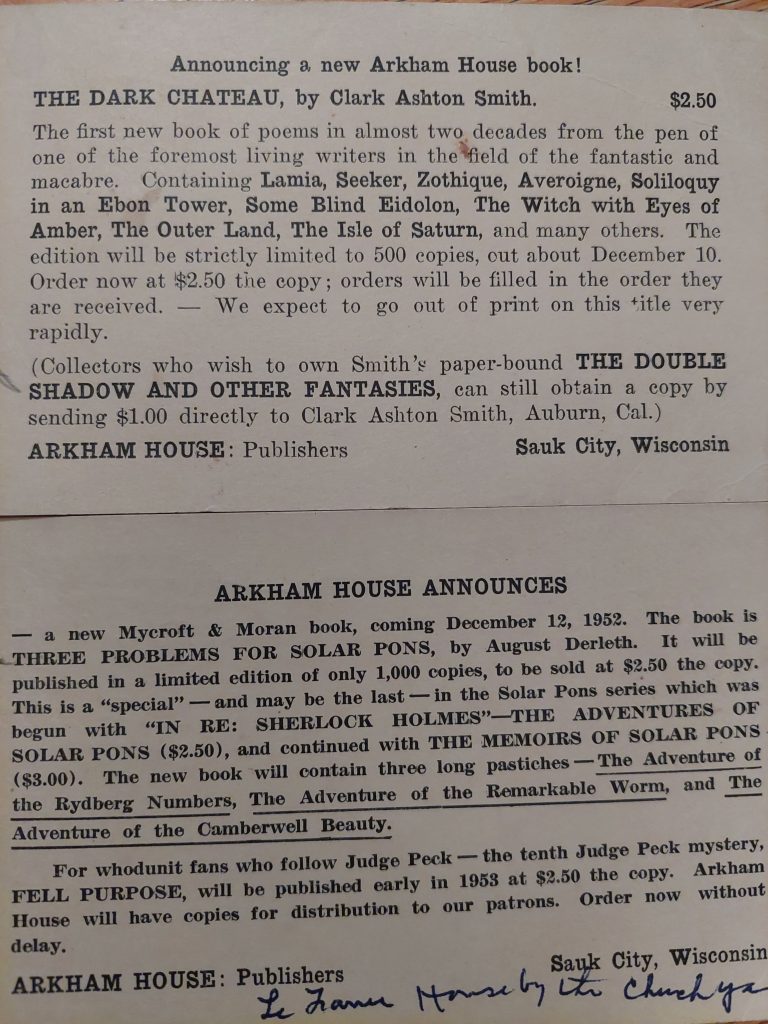 Announcing a new Arkham House book!
THE DARK CHATEAU, by Clark Ashton Smith. $2.50
The first new book of poems in almost two decades from the pen of
one of the foremost living writers in the field of the fantastic and
macabre. Containing Lamia, Seeker, Zothique, Averoigne, Soliloquy
in an Ebon Tower, Some Blind Eidolon, The Witch with Eyes of
Amber, The Outer Land, The Isle of Saturn, and many others. The
edition will be strictly limited to 500 copies, out about December 10.
Order now at $2.50 the copy; orders will be filled in the order they
are received. — We expect to go out of print on this title very
rapidly.
(Collectors who wish to own Smith's paper-bound THE DOUBLE
SHADOW AND OTHER FANTASIES, can still obtain a copy by
sending $1.00 directly to Clark Ashton Smith, Auburn, Cal.)
ARKHAM HOUSE: Publishers Sauk City, Wisconsin
ARKHAM HOUSE ANNOUNCES
— a new Mycroft & Moran book, coming December 12, 1952. The book is
THREE PROBLEMS FOR SOLAR PONS, by August Derleth. It will be
published in a limited edition of only 1,000 copies, to be sold at $2.50 the copy.
This is a "special" — and may be the last — in the Solar Pons series which was
begun with "IN RE: SHERLOCK HOLMES"—THE ADVENTURES OF
SOLAR PONS ($2.50), and continued with THE MEMOIRS OF SOLAR PONS
($3.00). The new book will contain three long pastiches — The Adventure of
the Rydberg Numbers, The Adventure of the Remarkable Worm, and The
Adventure of the Camberwell Beauty.
For whodunit fans who follow Judge Peck — the tenth Judge Peck mystery,
FELL PURPOSE, will be published early in 1953 at $2.50 the copy. Arkham
House will have copies for distribution to our patrons. Order now without
delay.
ARKHAM HOUSE: Publishers Sauk City, Wisconsin
Le Fanu House by the Churchya